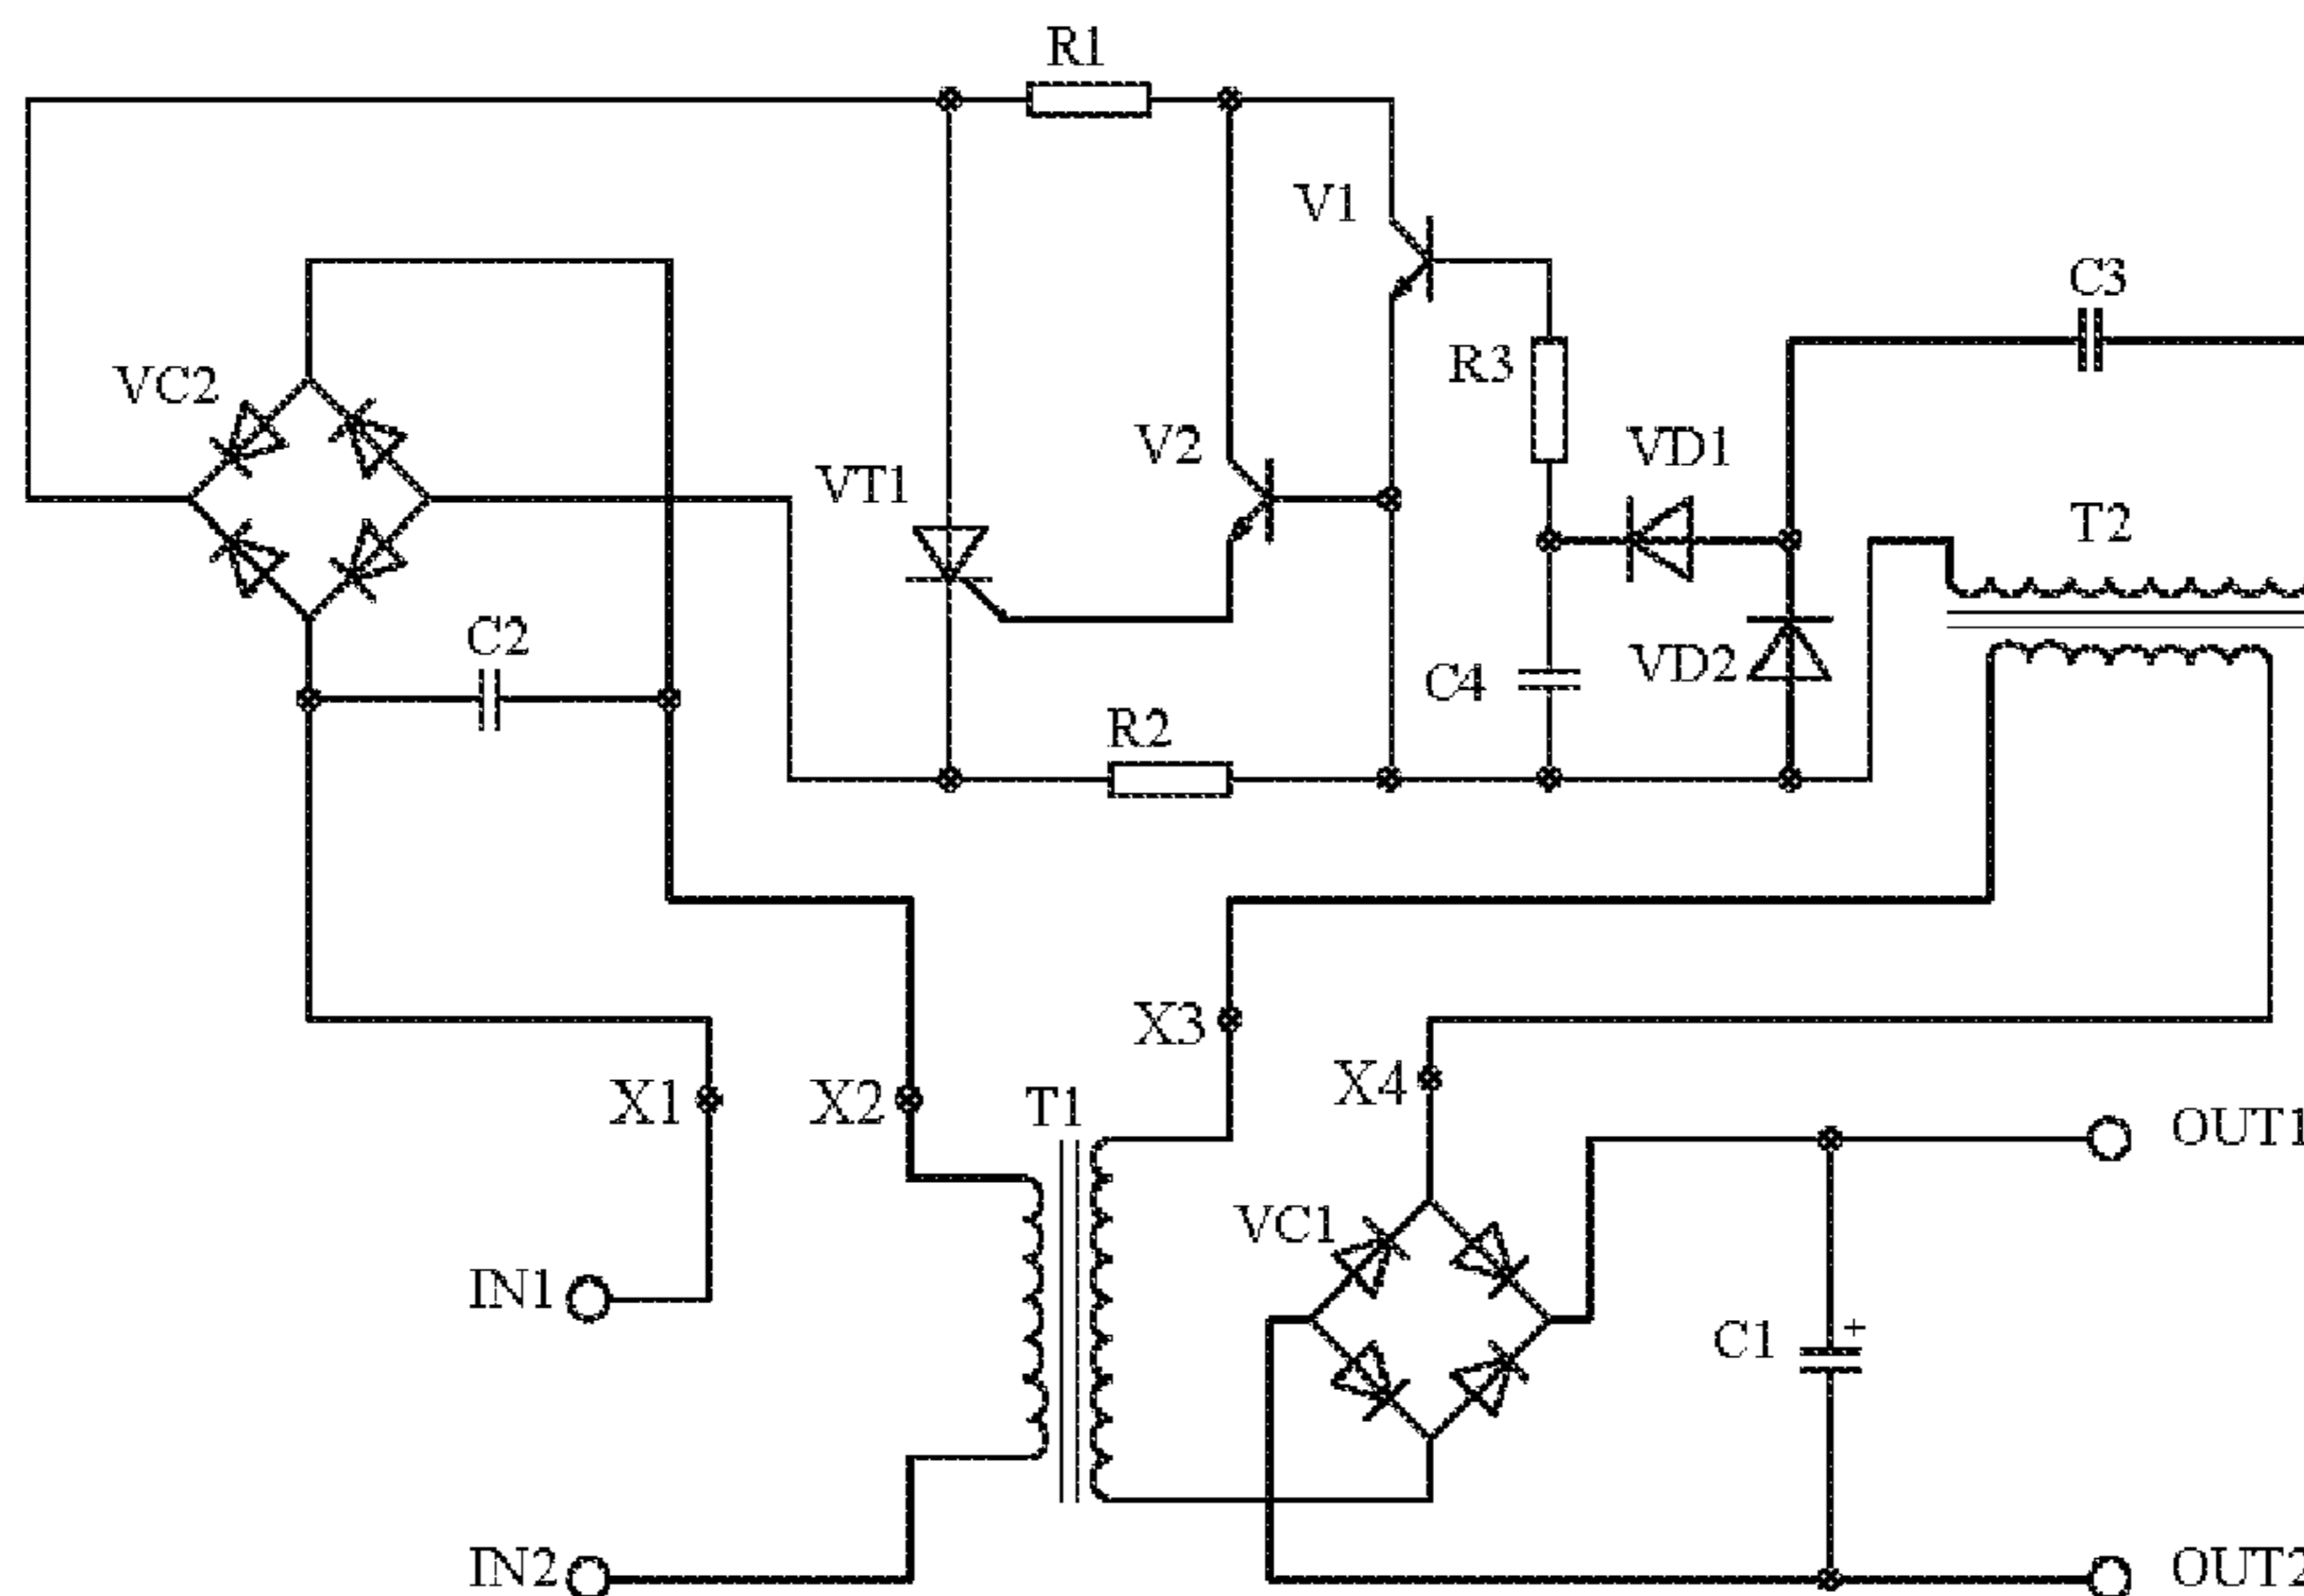 R1
V1
C3
VC2
R3
V2
VD1
VT1
T2
C2
VD2
C4
R2
X3
X4
X1
X2
T1
OUT1
VC1
IN1
C1
+
IN2
OUT2